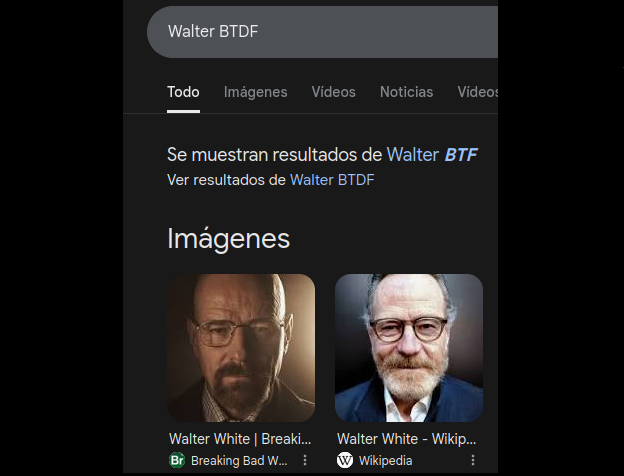 Walter BTDF
Todo Imágenes Vídeos Noticias Vídeos
Se muestran resultados de Walter BTF
Ver resultados de Walter BTDF
Imágenes
Walter White | Breaki... Walter White - Wikip...
Br Breaking Bad W... W Wikipedia